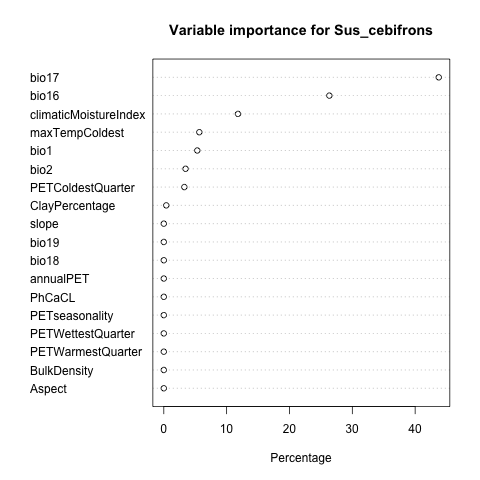 Variable importance for Sus_cebifrons
bio17
bio16
climaticMoistureIndex
maxTempColdest
bio1
bio2
PETColdestQuarter
ClayPercentage
slope
bio19
bio18
annualPET
PhCaCL
PETseasonality
PETWettestQuarter
PETWarmestQuarter
BulkDensity
Aspect
0 10 20 30 40
Percentage